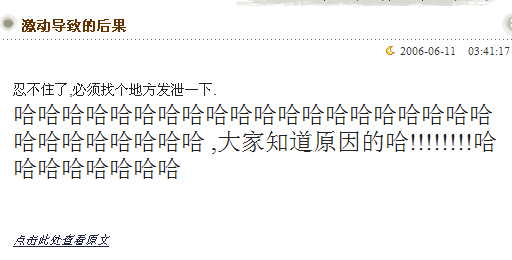 激动导致的后果
2006-06-11 03:41:17
忍不住了,必须找个地方发泄一下.
哈哈哈哈哈哈哈哈哈哈哈哈哈哈哈哈哈哈哈哈
哈哈哈哈哈哈哈哈 ,大家知道原因的哈!!!!!!!!哈
哈哈哈哈哈哈哈
点击此处查看原文